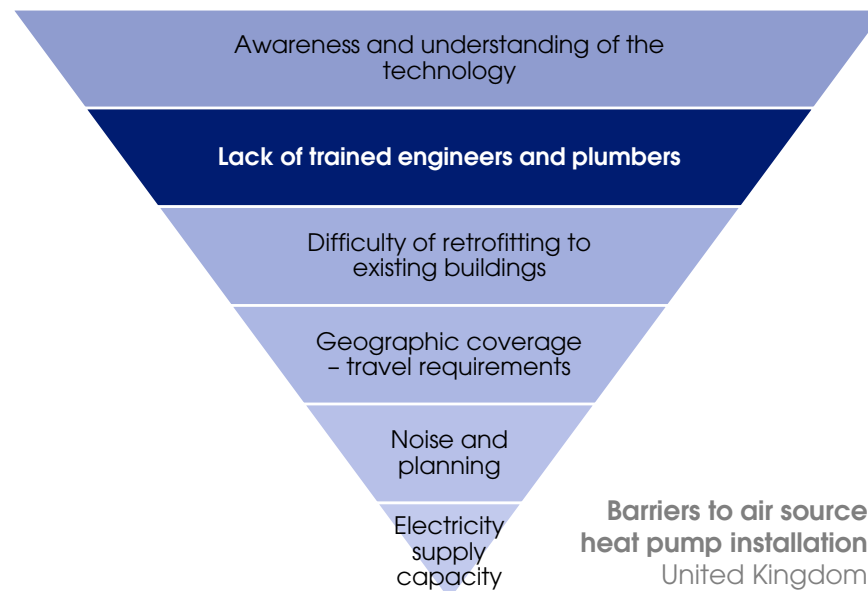 Awareness and understanding of the
technology
Lack of trained engineers and plumbers
Difficulty of retrofitting to
existing buildings
Geographic coverage
– travel requirements
Noise and
planning
Electricity
supply
capacity
Barriers to air source
heat pump installation
United Kingdom